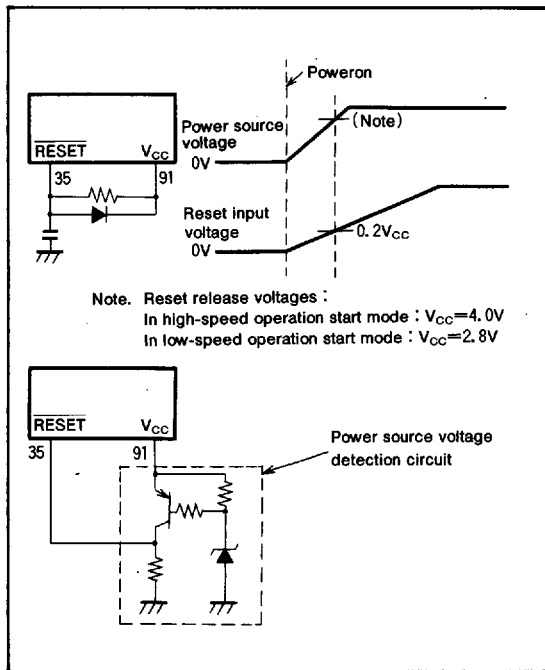 Poweron
Power source
voltage
(Note)
0V
RESET
VCC
35
91
Reset input
voltage
0V
0.2VCC
Note. Reset release voltages :
In high-speed operation start mode : VCC=4.0V
In low-speed operation start mode : VCC=2.8V
RESET
VCC
35
91
Power source voltage
detection circuit